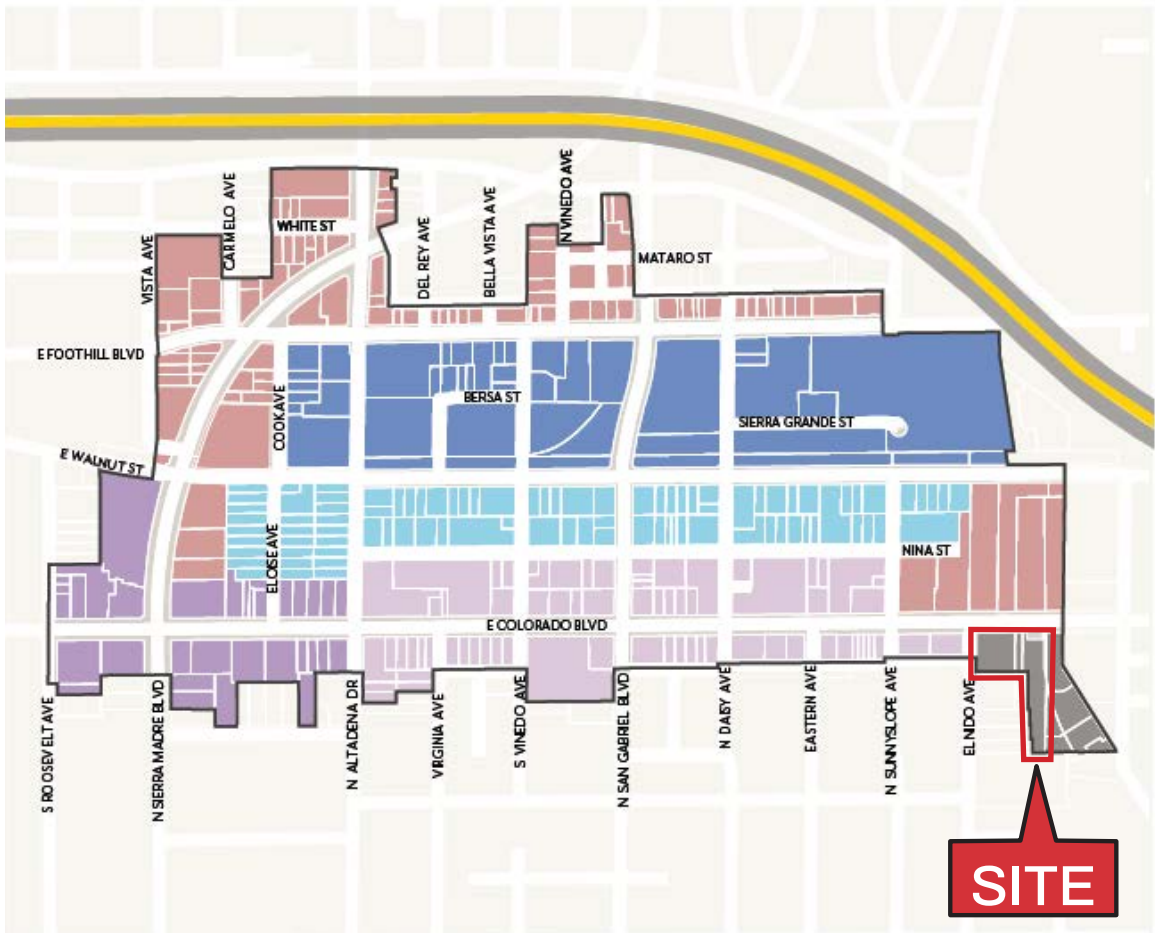 N VINEDO AVE
CARMELO AVE
WHITE ST
VISTA AVE
DEL REY AVE
BELLA VISTA AVE
MATARO ST
E FOOTHILL BLVD
COOK AVE
BERSA ST
SIERRA GRANDE ST
E WALNUT ST
ELOISE AVE
NINA ST
E COLORADO BLVD
S ROOSEVELT AVE
N SIERRA MADRE BLVD
N ALTADENA DR
VIRGINIA AVE
S VINEDO AVE
N SAN GABRIEL BLVD
N DAISY AVE
EASTERN AVE
N SUNNYSLOPE AVE
EL NIDO AVE
SITE